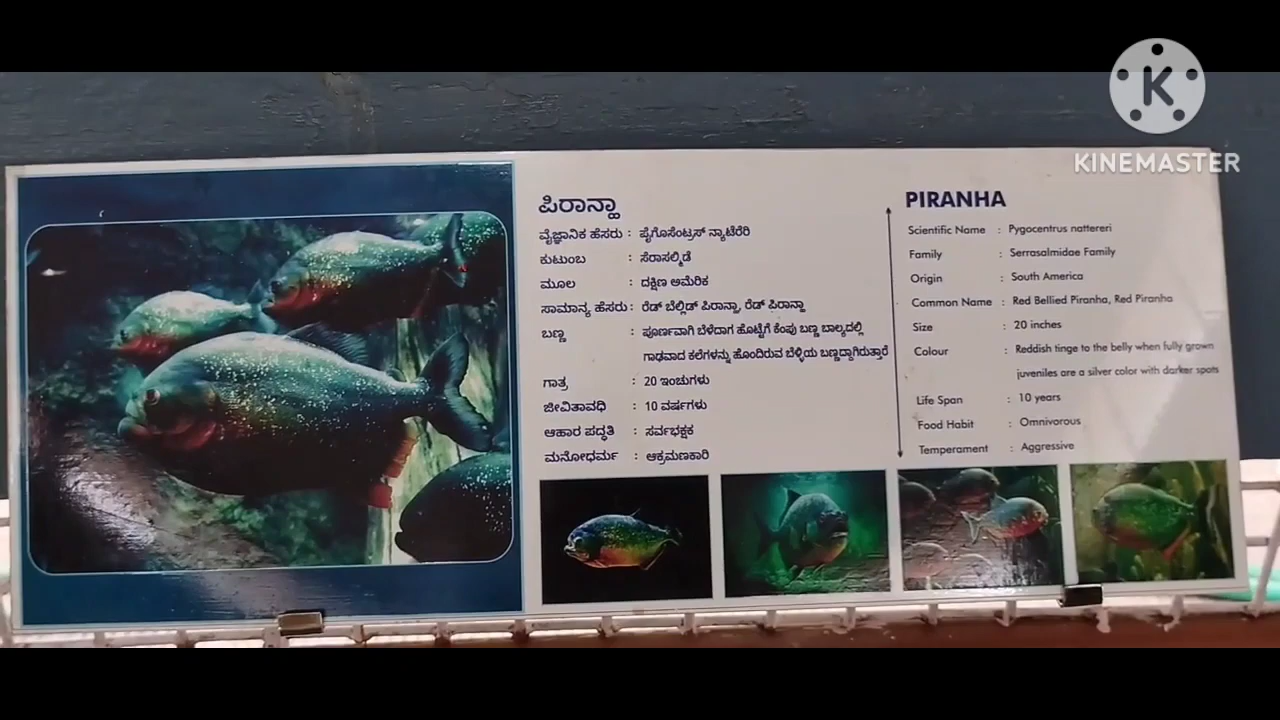 KINEMASTER
ಪಿರಾನ್ಹಾ
ವೈಜ್ಞಾನಿಕ ಹೆಸರು : ಪೈಗೊಸೆಂಟ್ರಸ್ ನ್ಯಾಟೆರೆರಿ
ಕುಟುಂಬ : ಸೆರಾಸಲ್ಮಿಡೆ
ಮೂಲ : ದಕ್ಷಿಣ ಅಮೆರಿಕ
ಸಾಮಾನ್ಯ ಹೆಸರು : ರೆಡ್ ಬೆಲ್ಲಿಡ್ ಪಿರಾನ್ಹಾ, ರೆಡ್ ಪಿರಾನ್ಹಾ
ಬಣ್ಣ : ಪೂರ್ಣವಾಗಿ ಬೆಳೆದಾಗ ಹೊಟ್ಟೆಗೆ ಕೆಂಪು ಬಣ್ಣ ಬಾಲ್ಯದಲ್ಲಿ
ಗಾಢವಾದ ಕಲೆಗಳನ್ನು ಹೊಂದಿರುವ ಬೆಳ್ಳಿಯ ಬಣ್ಣದ್ದಾಗಿರುತ್ತಾರೆ
ಗಾತ್ರ : 20 ಇಂಚುಗಳು
ಜೀವಿತಾವಧಿ : 10 ವರ್ಷಗಳು
ಆಹಾರ ಪದ್ಧತಿ : ಸರ್ವಭಕ್ಷಕ
ಮನೋಧರ್ಮ : ಆಕ್ರಮಣಕಾರಿ
PIRANHA
Scientific Name : Pygocentrus nattereri
Family : Serrasalmidae Family
Origin : South America
Common Name : Red Bellied Piranha, Red Piranha
Size : 20 inches
Colour : Reddish tinge to the belly when fully grown
juveniles are a silver color with darker spots
Life Span : 10 years
Food Habit : Omnivorous
Temperament : Aggressive